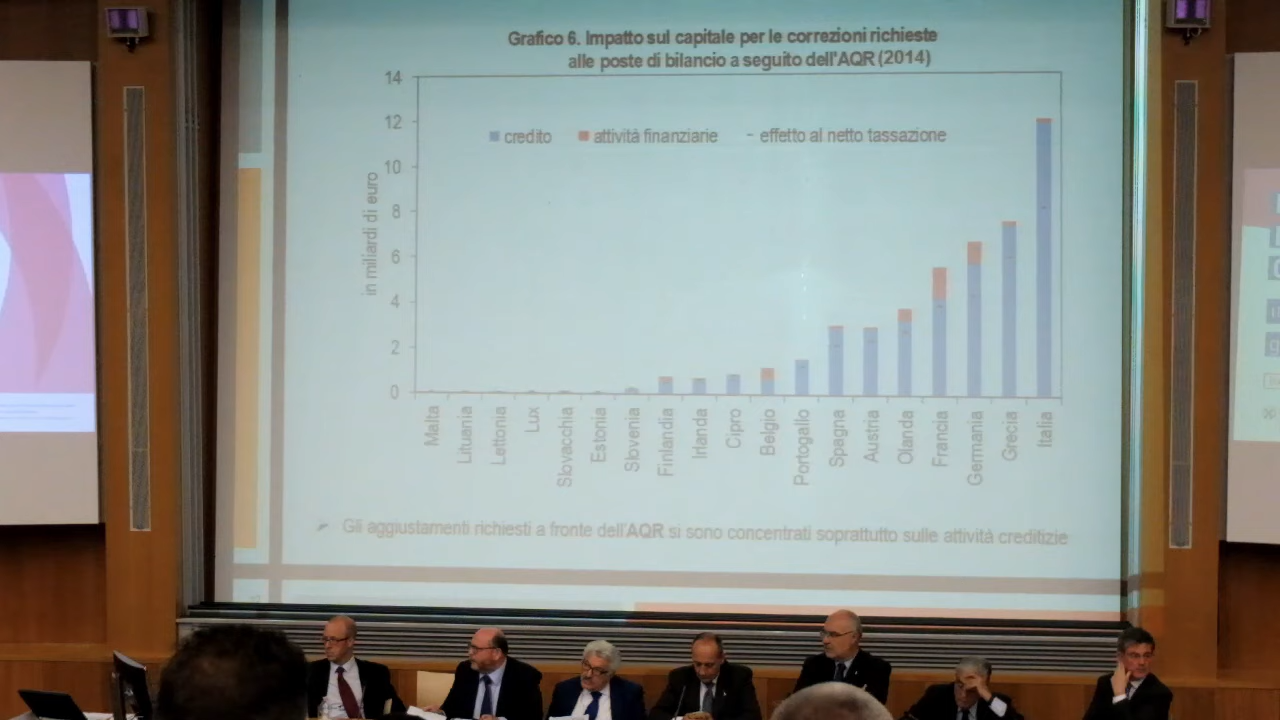 Grafico 6. Impatto sul capitale per le correzioni richieste
alle poste di bilancio a seguito dell'AQR (2014)
14
12
10
8
6
4
2
0
in miliardi di euro
credito
attività finanziarie
effetto al netto tassazione
Malta
Lituania
Lettonia
Lux
Slovacchia
Estonia
Slovenia
Finlandia
Irlanda
Cipro
Belgio
Portogallo
Spagna
Austria
Olanda
Francia
Germania
Grecia
Italia
Gli aggiustamenti richiesti a fronte dell'AQR si sono concentrati soprattutto sulle attività creditizie